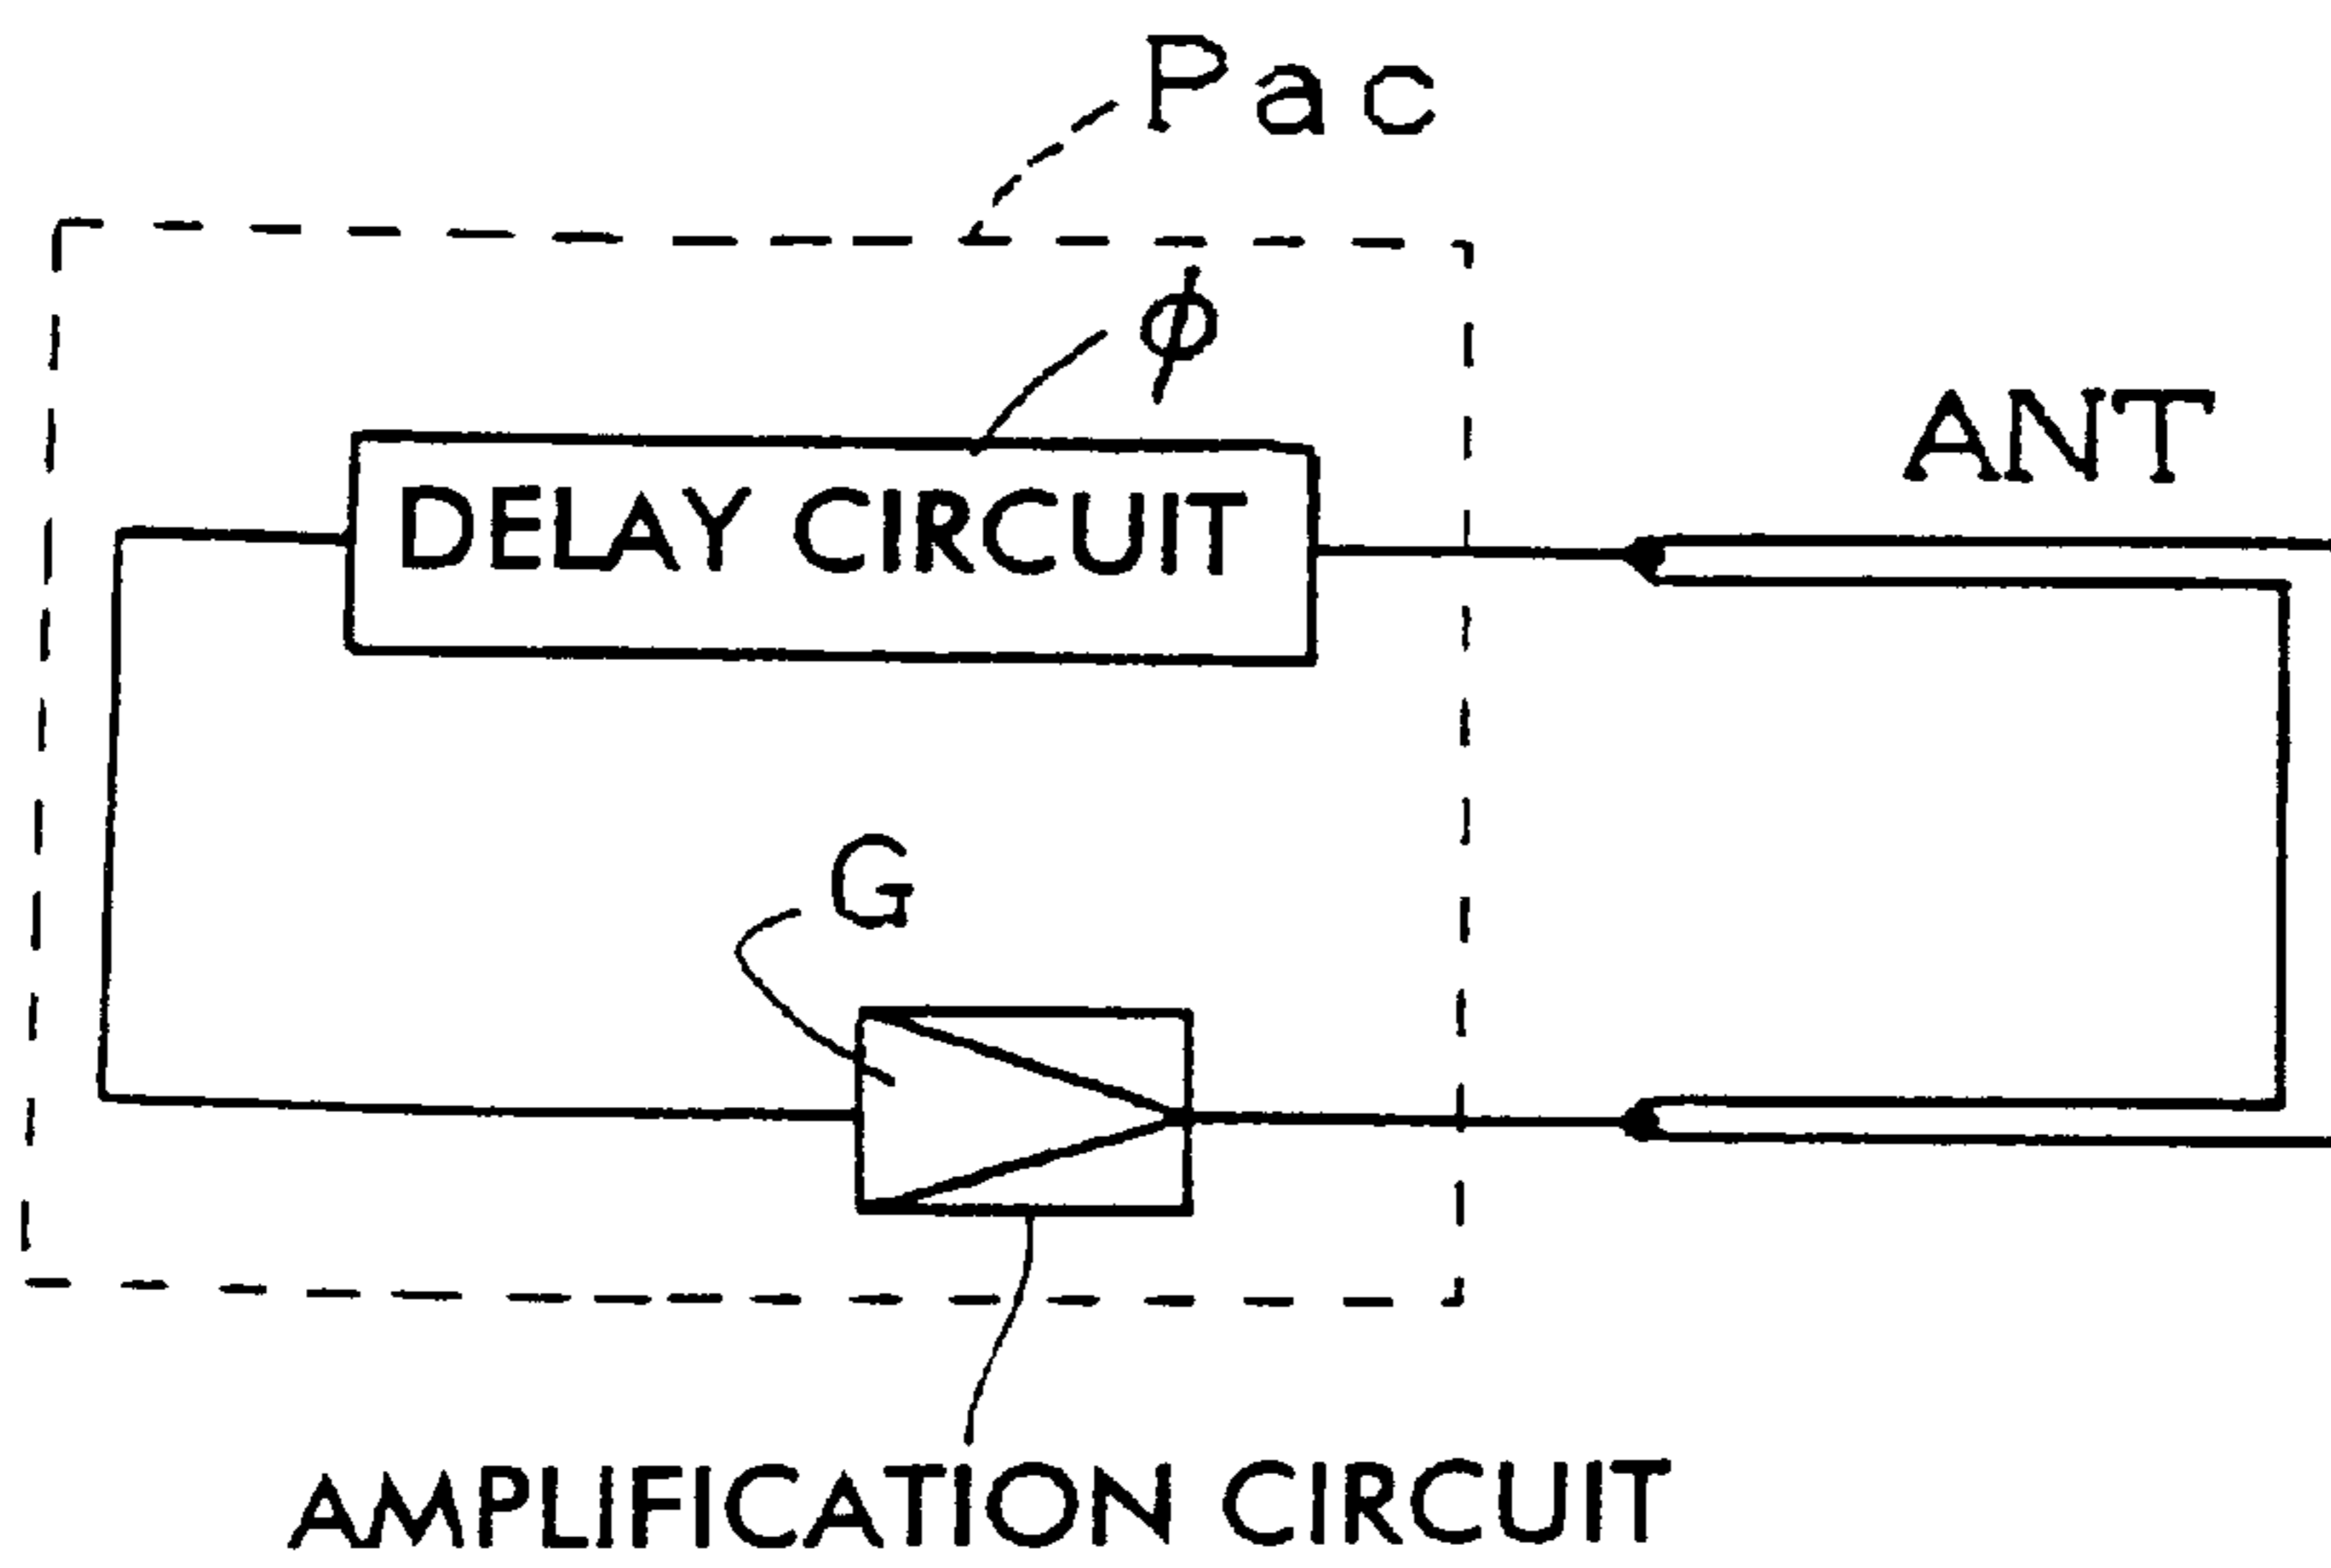 Pac
ϕ
ANT
DELAY CIRCUIT
G
AMPLIFICATION CIRCUIT